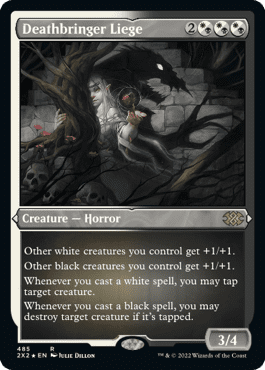 Deathbringer Liege 2
Creature — Horror
Other white creatures you control get +1/+1.
Other black creatures you control get +1/+1.
Whenever you cast a white spell, you may tap
target creature.
Whenever you cast a black spell, you may
destroy target creature if it's tapped.
3/4
485 R
2X2 ★ EN Julie Dillon
™ & © 2022 Wizards of the Coast